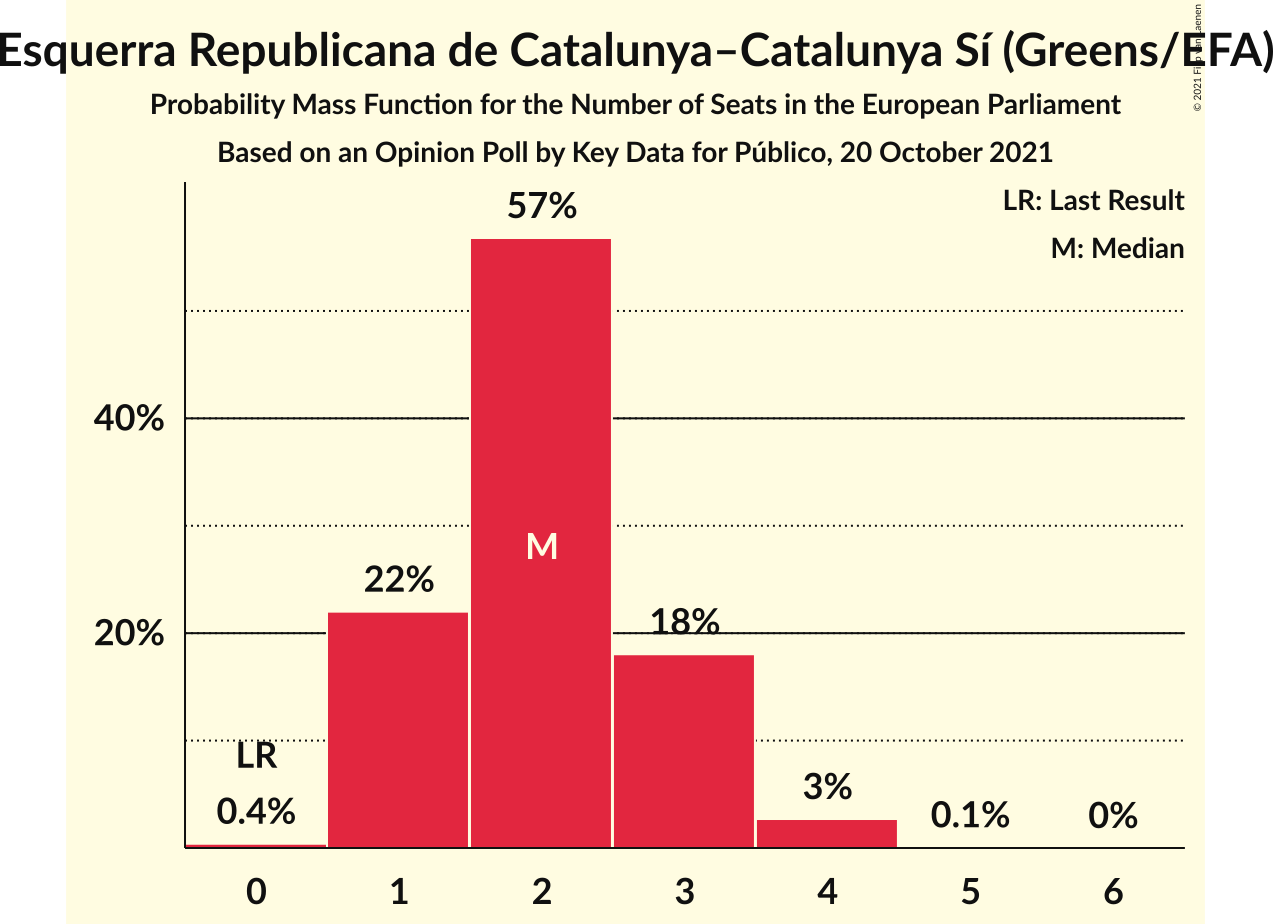 Esquerra Republicana de Catalunya–Catalunya Sí (Greens/EFA)
Probability Mass Function for the Number of Seats in the European Parliament
Based on an Opinion Poll by Key Data for Público, 20 October 2021
LR: Last Result
M: Median
57%
40%
M
22%
18%
20%
LR
0.4%
3%
0.1%
0%
0 1 2 3 4 5 6
© 2021